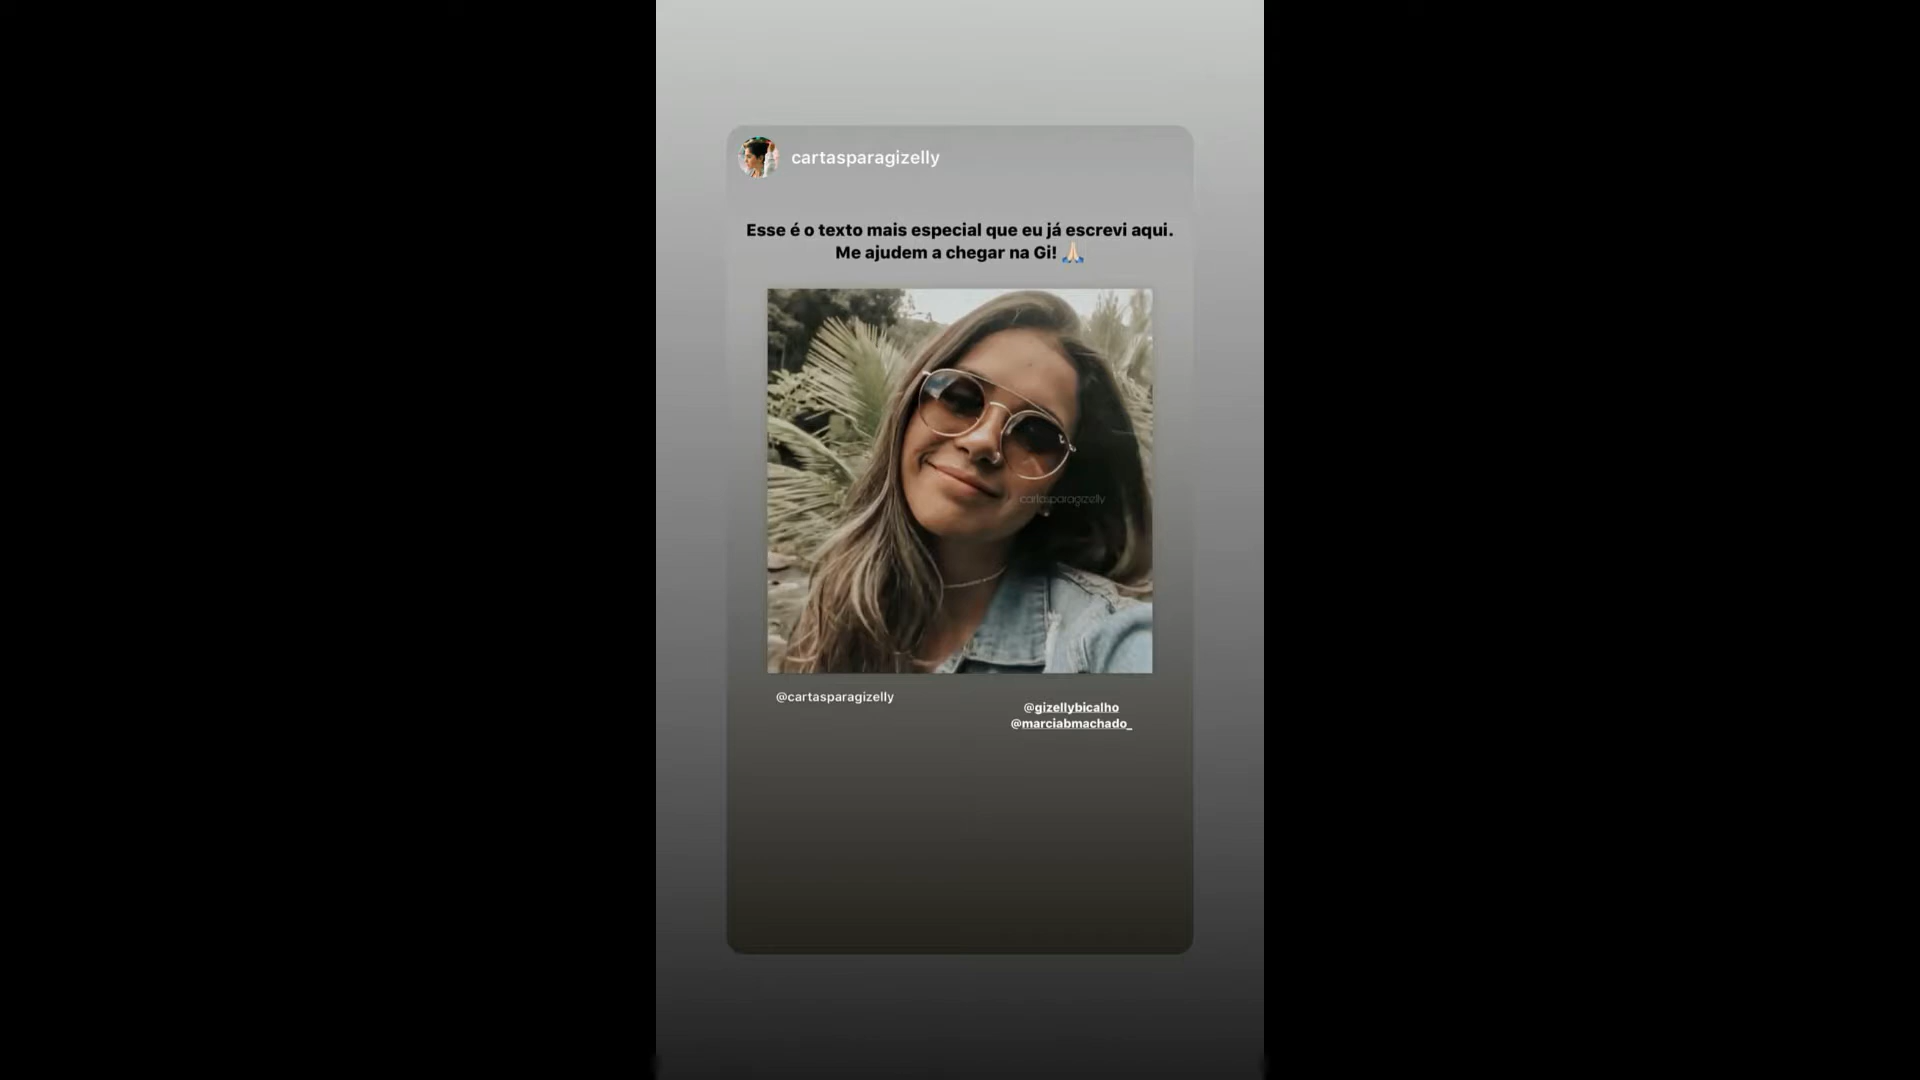 cartasparagizelly
Esse é o texto mais especial que eu já escrevi aqui.
Me ajudem a chegar na Gi! 🙏🏻
cartasparagizelly
@cartasparagizelly
@gizellybicalho
@marciabmachado_